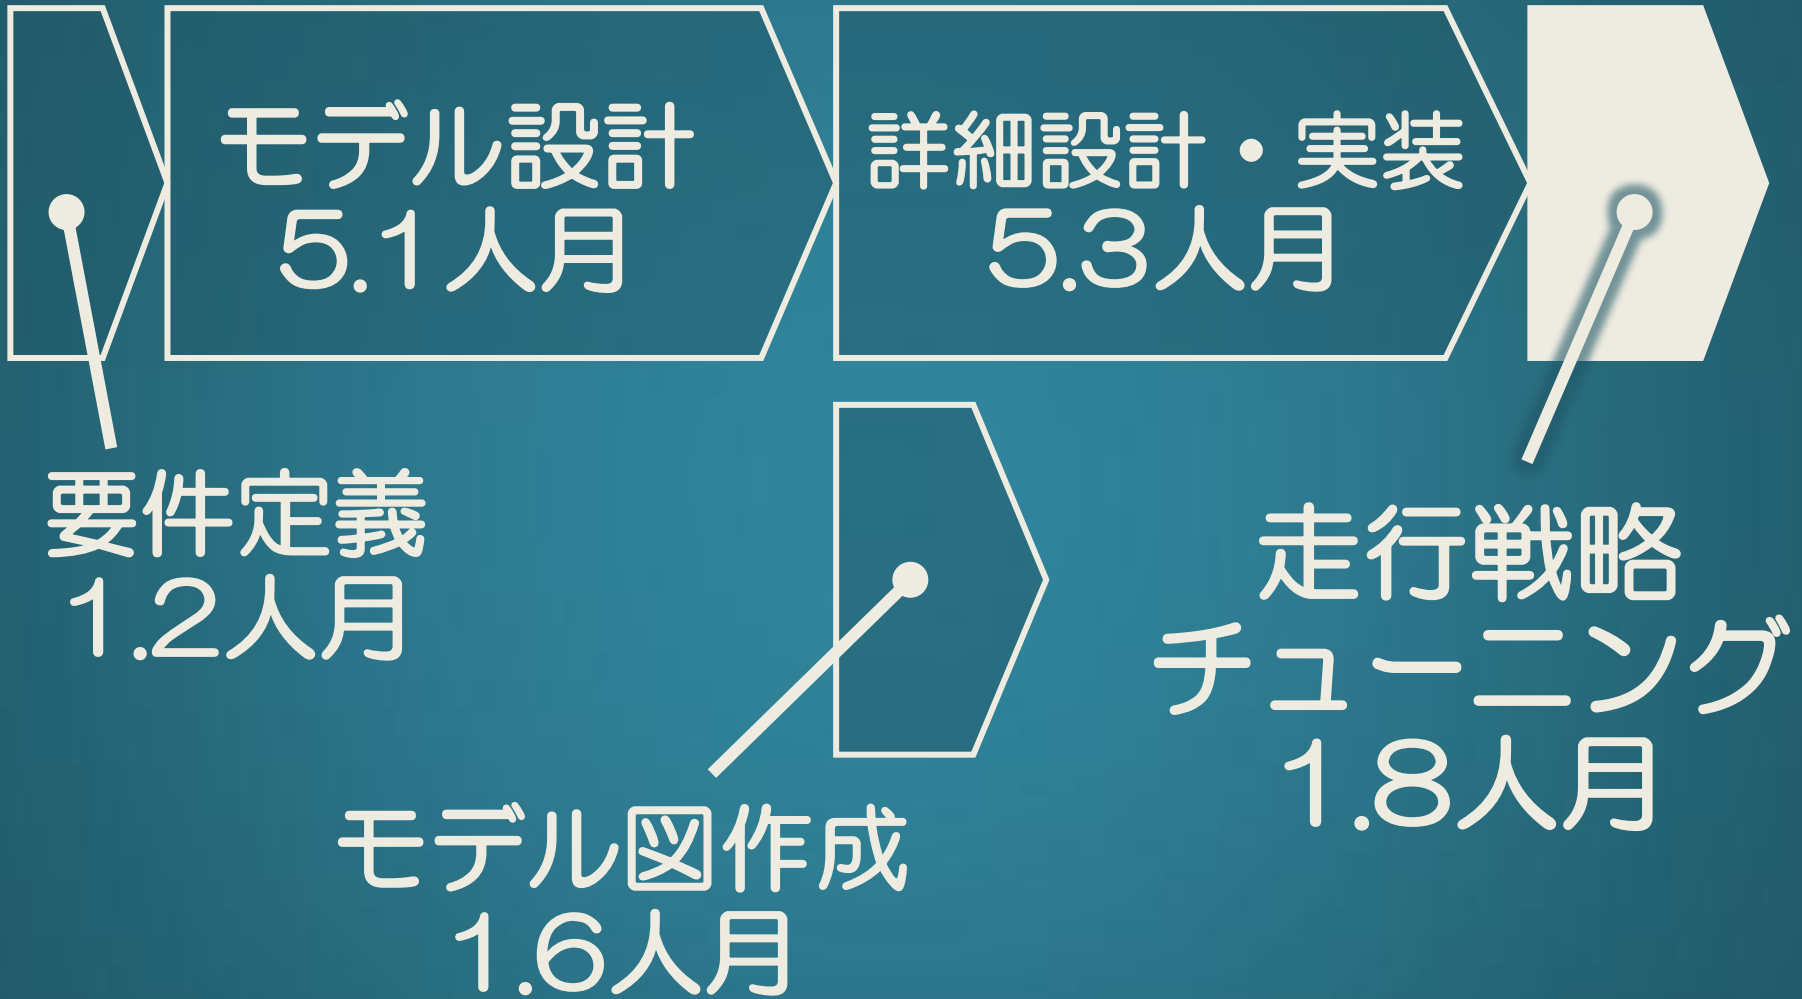 モデル設計
5.1人月
詳細設計・実装
5.3人月
要件定義
1.2人月
走行戦略
チューニング
1.8人月
モデル図作成
1.6人月